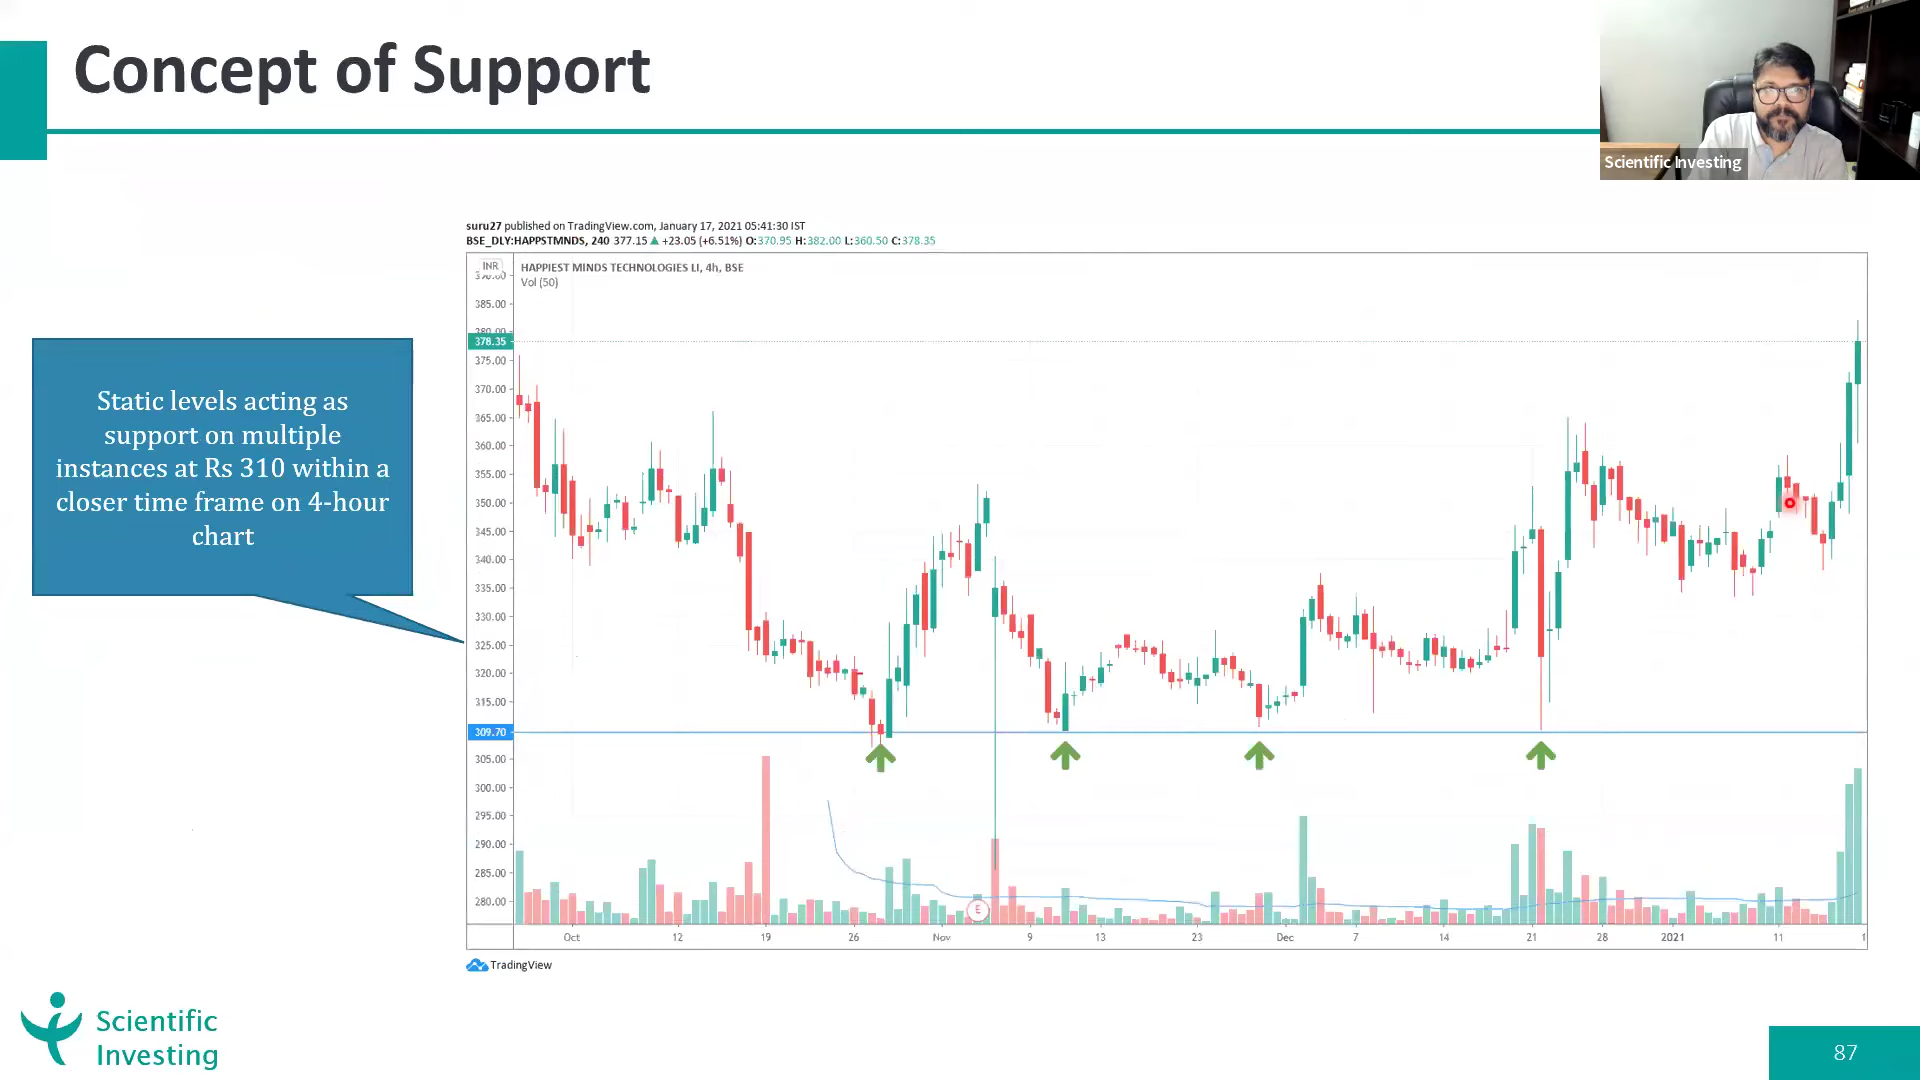 Concept of Support
Scientific Investing
suru27 published on TradingView.com, January 17, 2021 05:41:30 IST
BSE_DLY:HAPPSTMNDS, 240 377.15 ▲ +23.05 (+6.51%) O:370.95 H:382.00 L:360.50 C:378.35
INR
HAPPIEST MINDS TECHNOLOGIES LI, 4h, BSE
Vol (50)
385.00
380.00
378.35
375.00
370.00
365.00
360.00
355.00
350.00
345.00
340.00
335.00
330.00
325.00
320.00
315.00
309.70
305.00
300.00
295.00
290.00
285.00
280.00
Static levels acting as
support on multiple
instances at Rs 310 within a
closer time frame on 4-hour
chart
E
Oct 12 19 26 Nov 9 13 23 Dec 7 14 21 28 2021 11
TradingView
Scientific
Investing
87